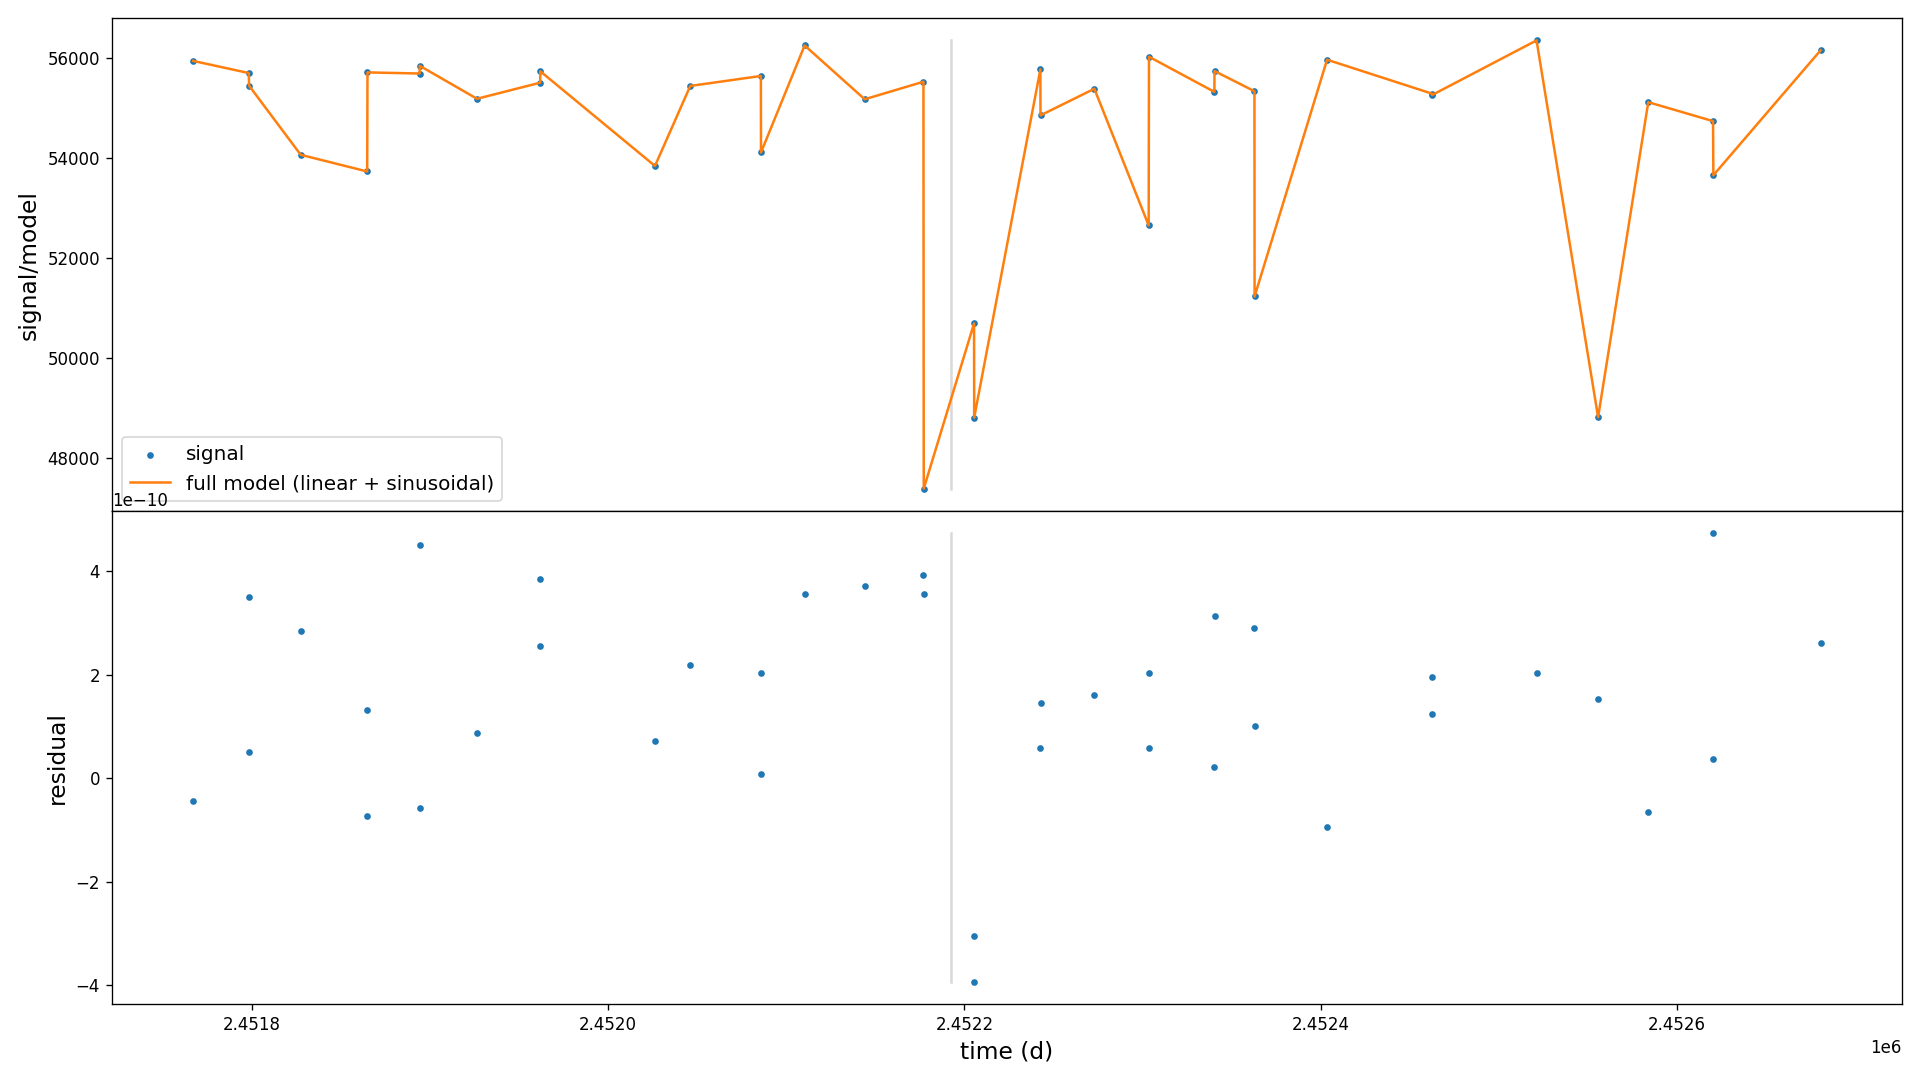 56000
54000
52000
50000
48000
signal/model
signal
full model (linear + sinusoidal)
1e−10
4
2
0
−2
−4
residual
2.4518
2.4520
2.4522
2.4524
2.4526
time (d)
1e6